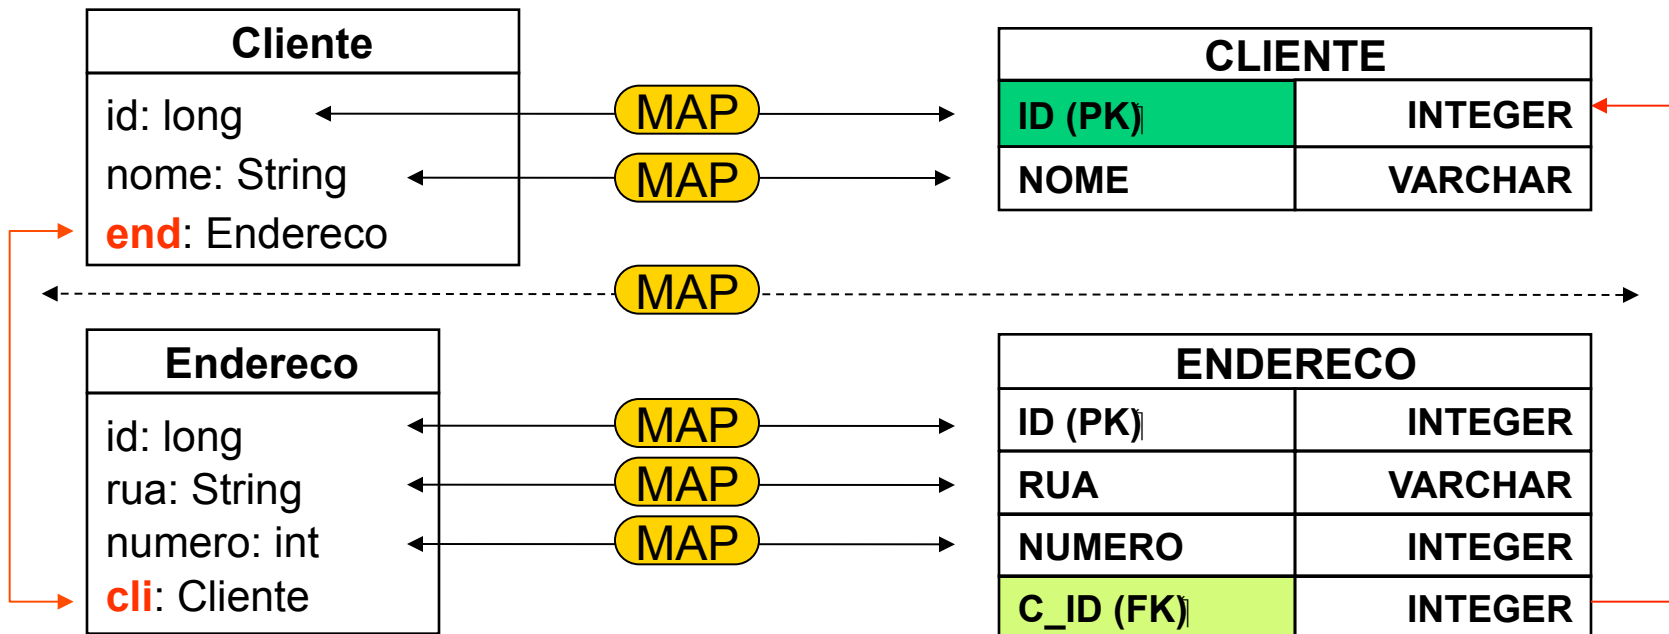 Cliente
id: long
nome: String
end: Endereco
MAP
MAP
CLIENTE
ID (PK) INTEGER
NOME VARCHAR
MAP
Endereco
id: long
rua: String
numero: int
cli: Cliente
MAP
MAP
MAP
ENDERECO
ID (PK) INTEGER
RUA VARCHAR
NUMERO INTEGER
C_ID (FK) INTEGER